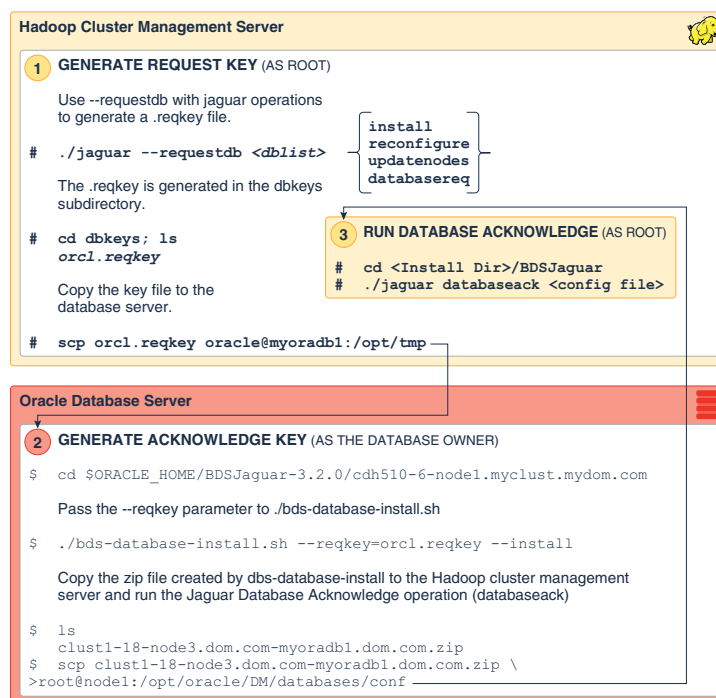 Hadoop Cluster Management Server
1 GENERATE REQUEST KEY (AS ROOT)
Use --requestdb with jaguar operations
to generate a .reqkey file.
# ./jaguar --requestdb <dblist>
install
reconfigure
updatenodes
databasereq
The .reqkey is generated in the dbkeys
subdirectory.
# cd dbkeys; ls
orcl.reqkey
Copy the key file to the
database server.
# scp orcl.reqkey oracle@myoradb1:/opt/tmp
3 RUN DATABASE ACKNOWLEDGE (AS ROOT)
# cd <Install Dir>/BDSJaguar
# ./jaguar databaseack <config file>
Oracle Database Server
2 GENERATE ACKNOWLEDGE KEY (AS THE DATABASE OWNER)
$ cd $ORACLE_HOME/BDSJaguar-3.2.0/cdh510-6-node1.myclust.mydom.com
Pass the --reqkey parameter to ./bds-database-install.sh
$ ./bds-database-install.sh --reqkey=orcl.reqkey --install
Copy the zip file created by dbs-database-install to the Hadoop cluster management
server and run the Jaguar Database Acknowledge operation (databaseack)
$ ls
clust1-18-node3.dom.com-myoradb1.dom.com.zip
$ scp clust1-18-node3.dom.com-myoradb1.dom.com.zip \
>root@node1:/opt/oracle/DM/databases/conf